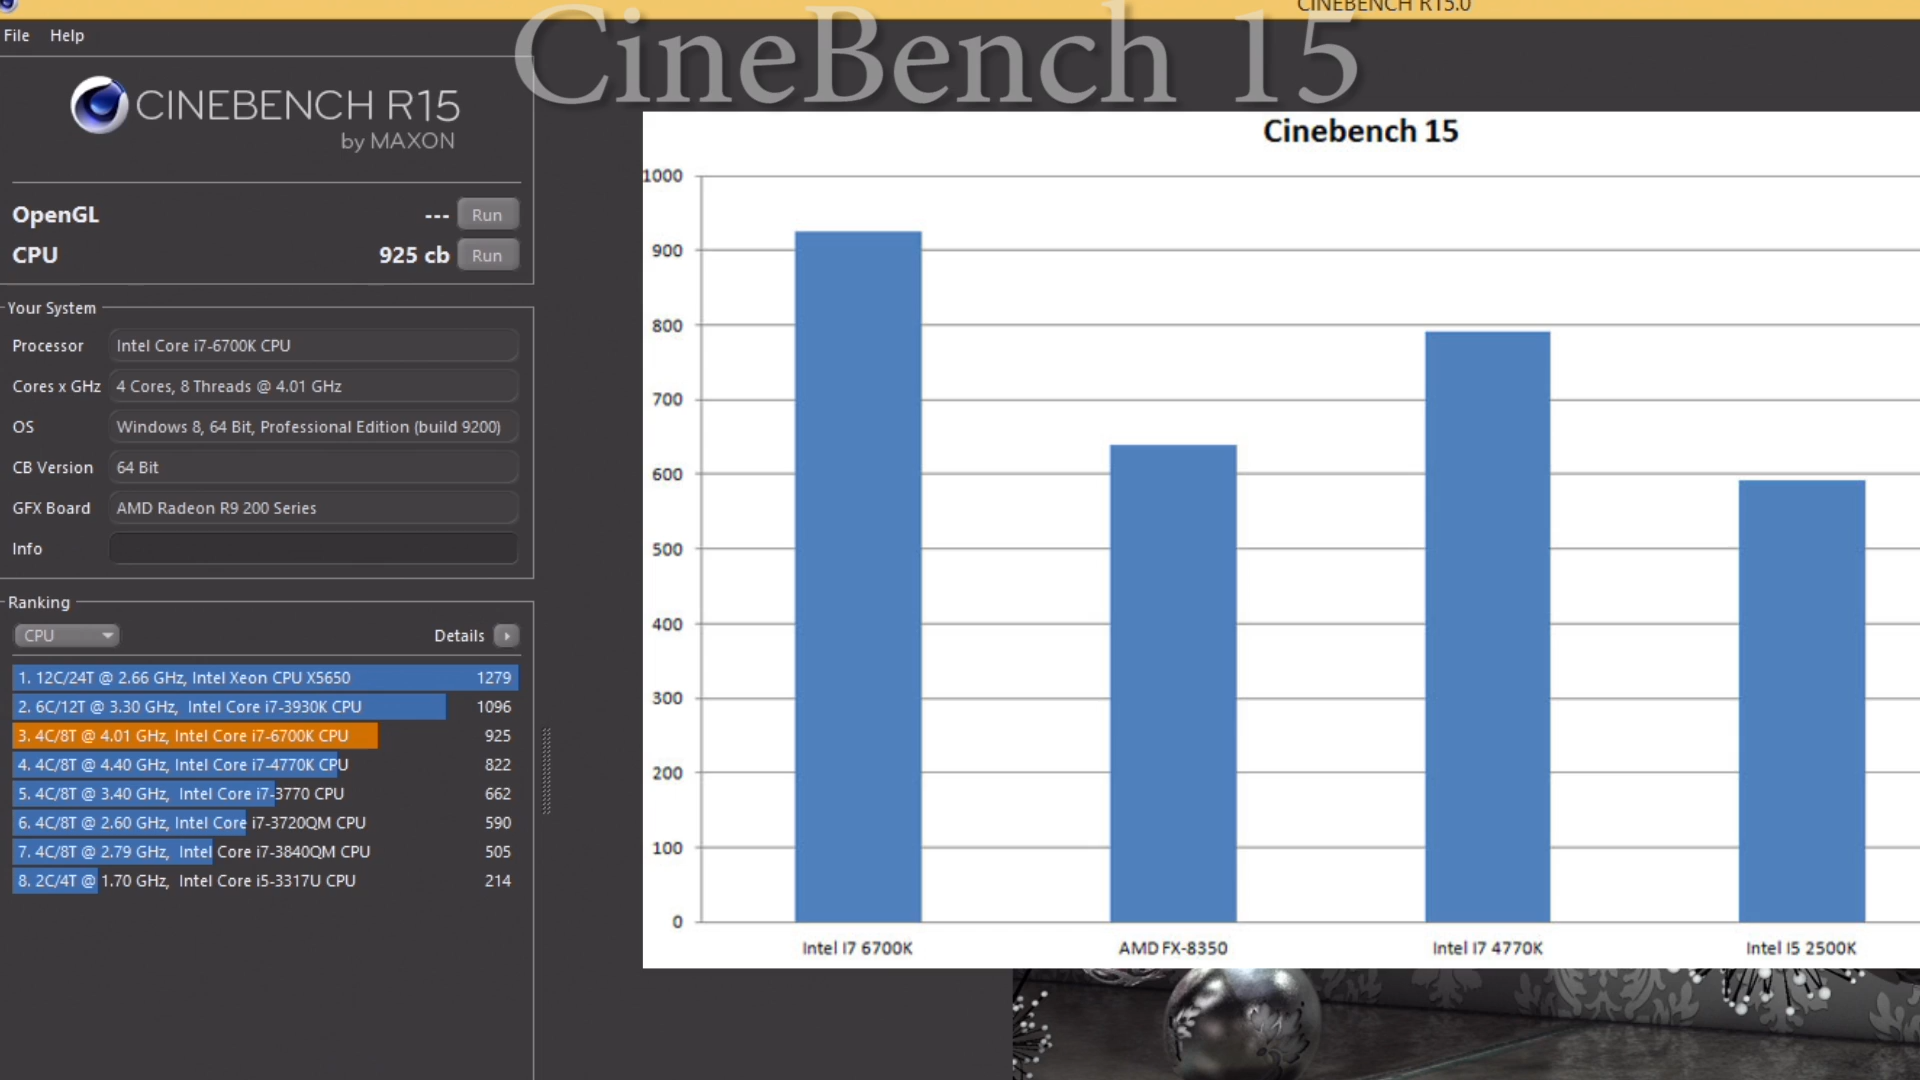 CINEBENCH R15.0
CineBench 15
File Help
CINEBENCH R15
by MAXON
OpenGL --- Run
CPU 925 cb Run
Your System
Processor Intel Core i7-6700K CPU
Cores x GHz 4 Cores, 8 Threads @ 4.01 GHz
OS Windows 8, 64 Bit, Professional Edition (build 9200)
CB Version 64 Bit
GFX Board AMD Radeon R9 200 Series
Info
Ranking
CPU Details
1. 12C/24T @ 2.66 GHz, Intel Xeon CPU X5650 1279
2. 6C/12T @ 3.30 GHz, Intel Core i7-3930K CPU 1096
3. 4C/8T @ 4.01 GHz, Intel Core i7-6700K CPU 925
4. 4C/8T @ 4.40 GHz, Intel Core i7-4770K CPU 822
5. 4C/8T @ 3.40 GHz, Intel Core i7-3770 CPU 662
6. 4C/8T @ 2.60 GHz, Intel Core i7-3720QM CPU 590
7. 4C/8T @ 2.79 GHz, Intel Core i7-3840QM CPU 505
8. 2C/4T @ 1.70 GHz, Intel Core i5-3317U CPU 214
Cinebench 15
1000
900
800
700
600
500
400
300
200
100
0
Intel I7 6700K AMD FX-8350 Intel I7 4770K Intel I5 2500K